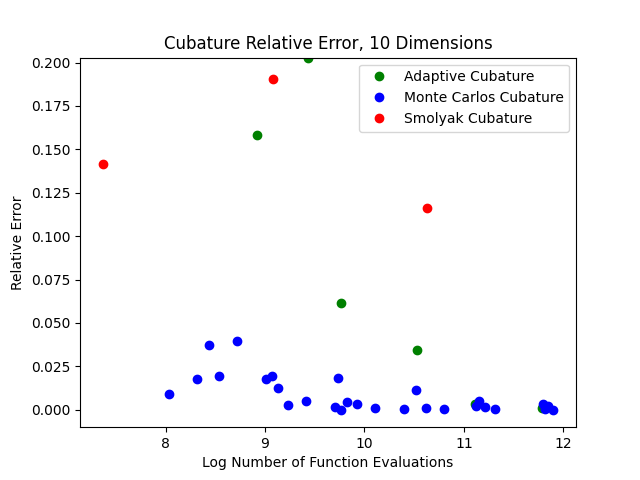 Cubature Relative Error, 10 Dimensions
Adaptive Cubature
Monte Carlos Cubature
Smolyak Cubature
Relative Error
0.200
0.175
0.150
0.125
0.100
0.075
0.050
0.025
0.000
8 9 10 11 12
Log Number of Function Evaluations